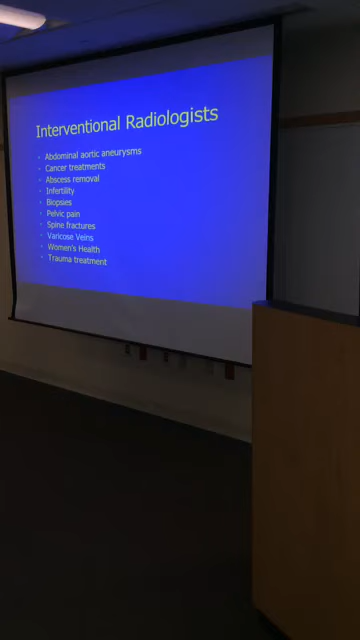 Interventional Radiologists
• Abdominal aortic aneurysms
• Cancer treatments
• Abscess removal
• Infertility
• Biopsies
• Pelvic pain
• Spine fractures
• Varicose Veins
• Women's Health
• Trauma treatment